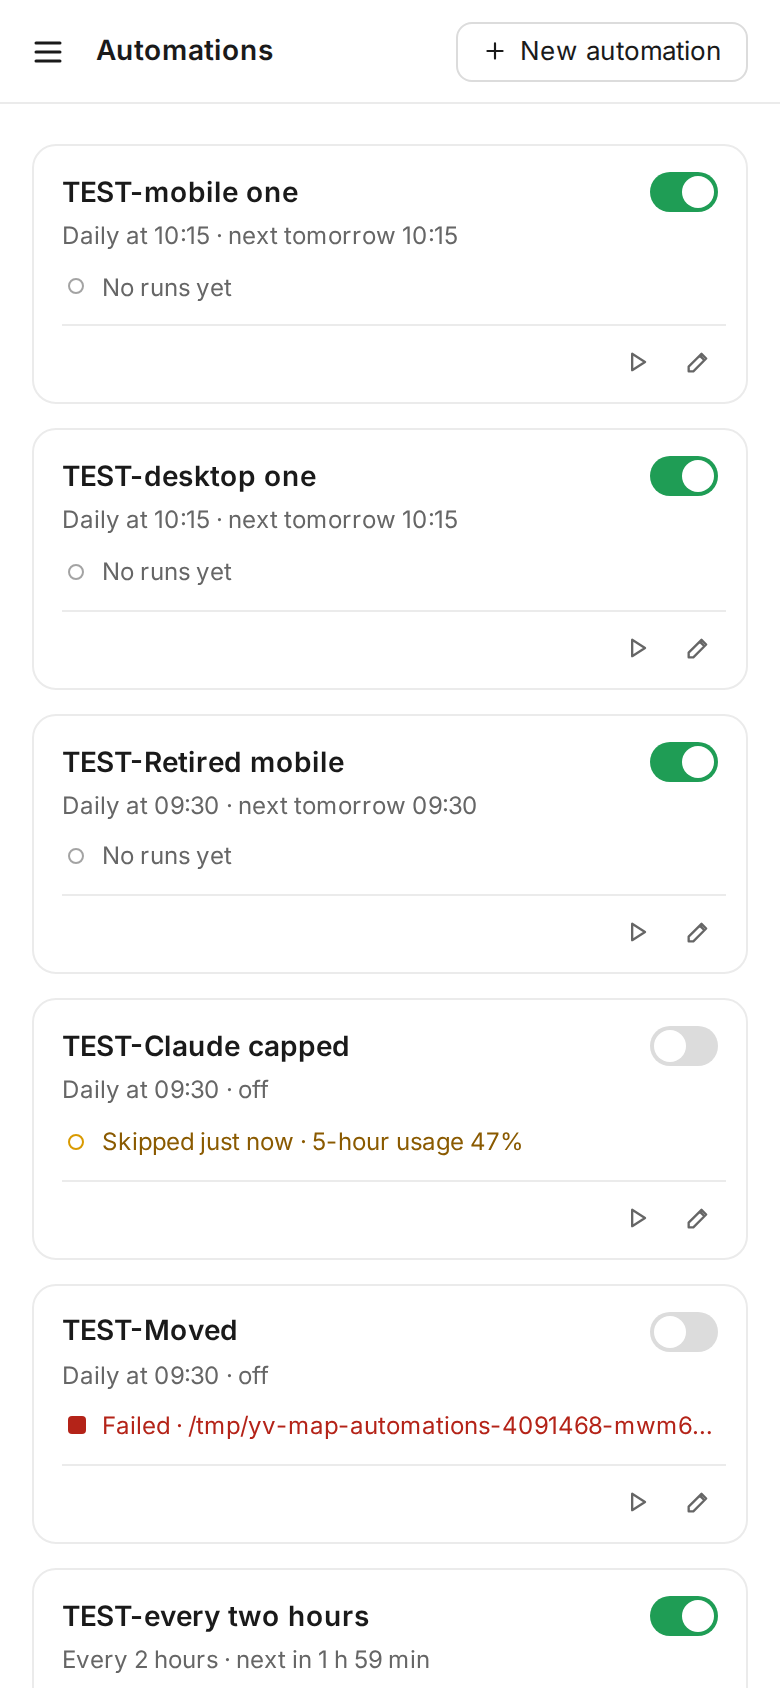 Automations
New automation
TEST-mobile one
Daily at 10:15 · next tomorrow 10:15
No runs yet
TEST-desktop one
Daily at 10:15 · next tomorrow 10:15
No runs yet
TEST-Retired mobile
Daily at 09:30 · next tomorrow 09:30
No runs yet
TEST-Claude capped
Daily at 09:30 · off
Skipped just now · 5-hour usage 47%
TEST-Moved
Daily at 09:30 · off
Failed · /tmp/yv-map-automations-4091468-mwm6...
TEST-every two hours
Every 2 hours · next in 1 h 59 min